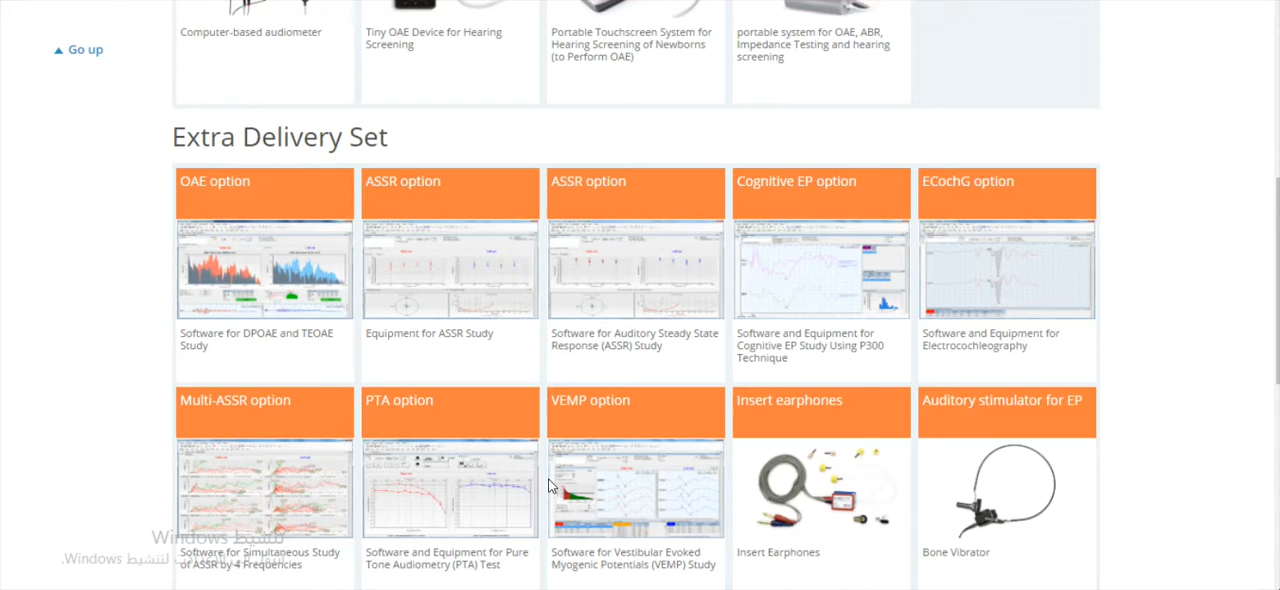 Computer-based audiometer
Tiny OAE Device for Hearing
Screening
Portable Touchscreen System for
Hearing Screening of Newborns
(to Perform OAE)
portable system for OAE, ABR,
Impedance Testing and hearing
screening
Go up
Extra Delivery Set
OAE option
ASSR option
ASSR option
Cognitive EP option
ECochG option
Software for DPOAE and TEOAE
Study
Equipment for ASSR Study
Software for Auditory Steady State
Response (ASSR) Study
Software and Equipment for
Cognitive EP Study Using P300
Technique
Software and Equipment for
Electrocochleography
Multi-ASSR option
PTA option
VEMP option
Insert earphones
Auditory stimulator for EP
تنشيط Windows
لتنشيط Windows.
Software for Simultaneous Study
of ASSR by 4 Frequencies
Software and Equipment for Pure
Tone Audiometry (PTA) Test
Software for Vestibular Evoked
Myogenic Potentials (VEMP) Study
Insert Earphones
Bone Vibrator